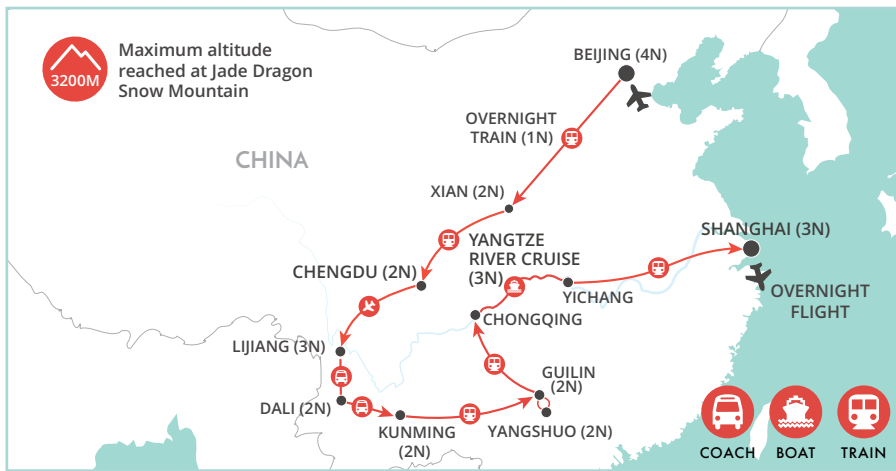 3200M
Maximum altitude
reached at Jade Dragon
Snow Mountain
BEIJING (4N)
OVERNIGHT
TRAIN (1N)
CHINA
XIAN (2N)
SHANGHAI (3N)
YANGTZE
RIVER CRUISE
(3N)
CHENGDU (2N)
YICHANG
OVERNIGHT
FLIGHT
CHONGQING
LIJIANG (3N)
GUILIN
(2N)
DALI (2N)
KUNMING
(2N)
YANGSHUO (2N)
COACH
BOAT
TRAIN